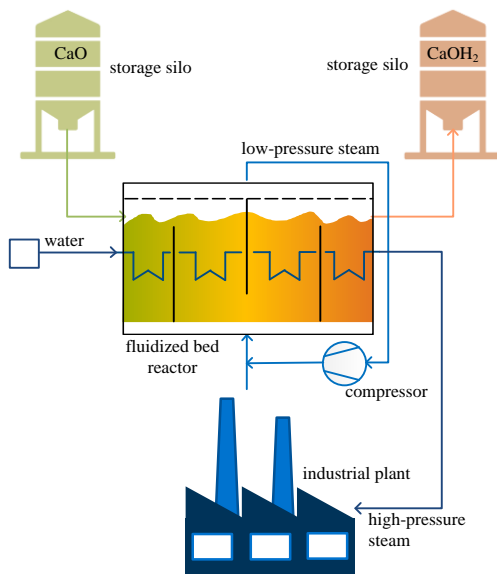 CaO
storage silo
CaOH₂
storage silo
low-pressure steam
water
fluidized bed
reactor
compressor
industrial plant
high-pressure
steam